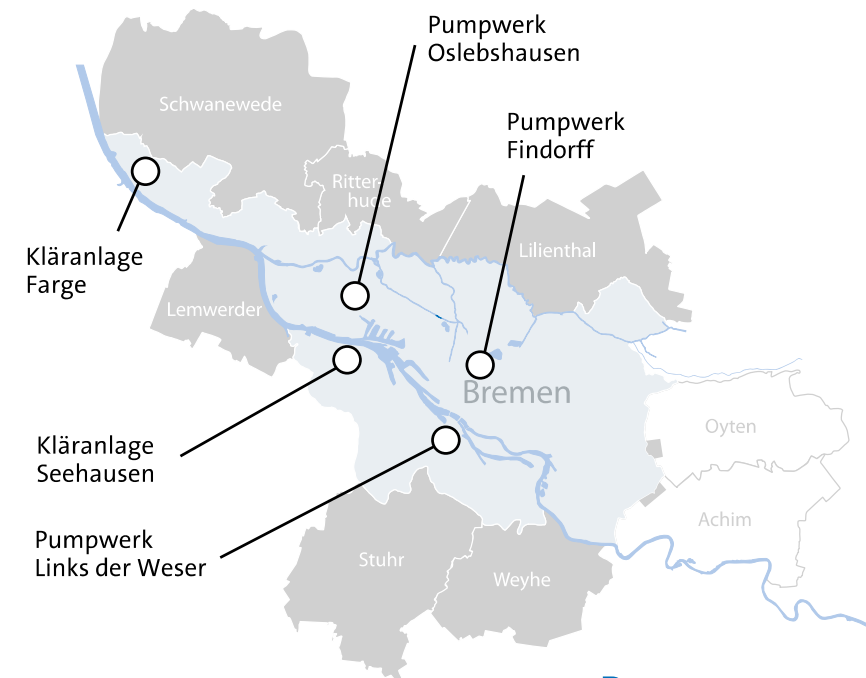 Pumpwerk
Oslebshausen
Schwanewede
Pumpwerk
Findorff
Ritter-
hude
Kläranlage
Farge
Lilienthal
Lemwerder
Bremen
Oyten
Kläranlage
Seehausen
Achim
Pumpwerk
Links der Weser
Stuhr
Weyhe